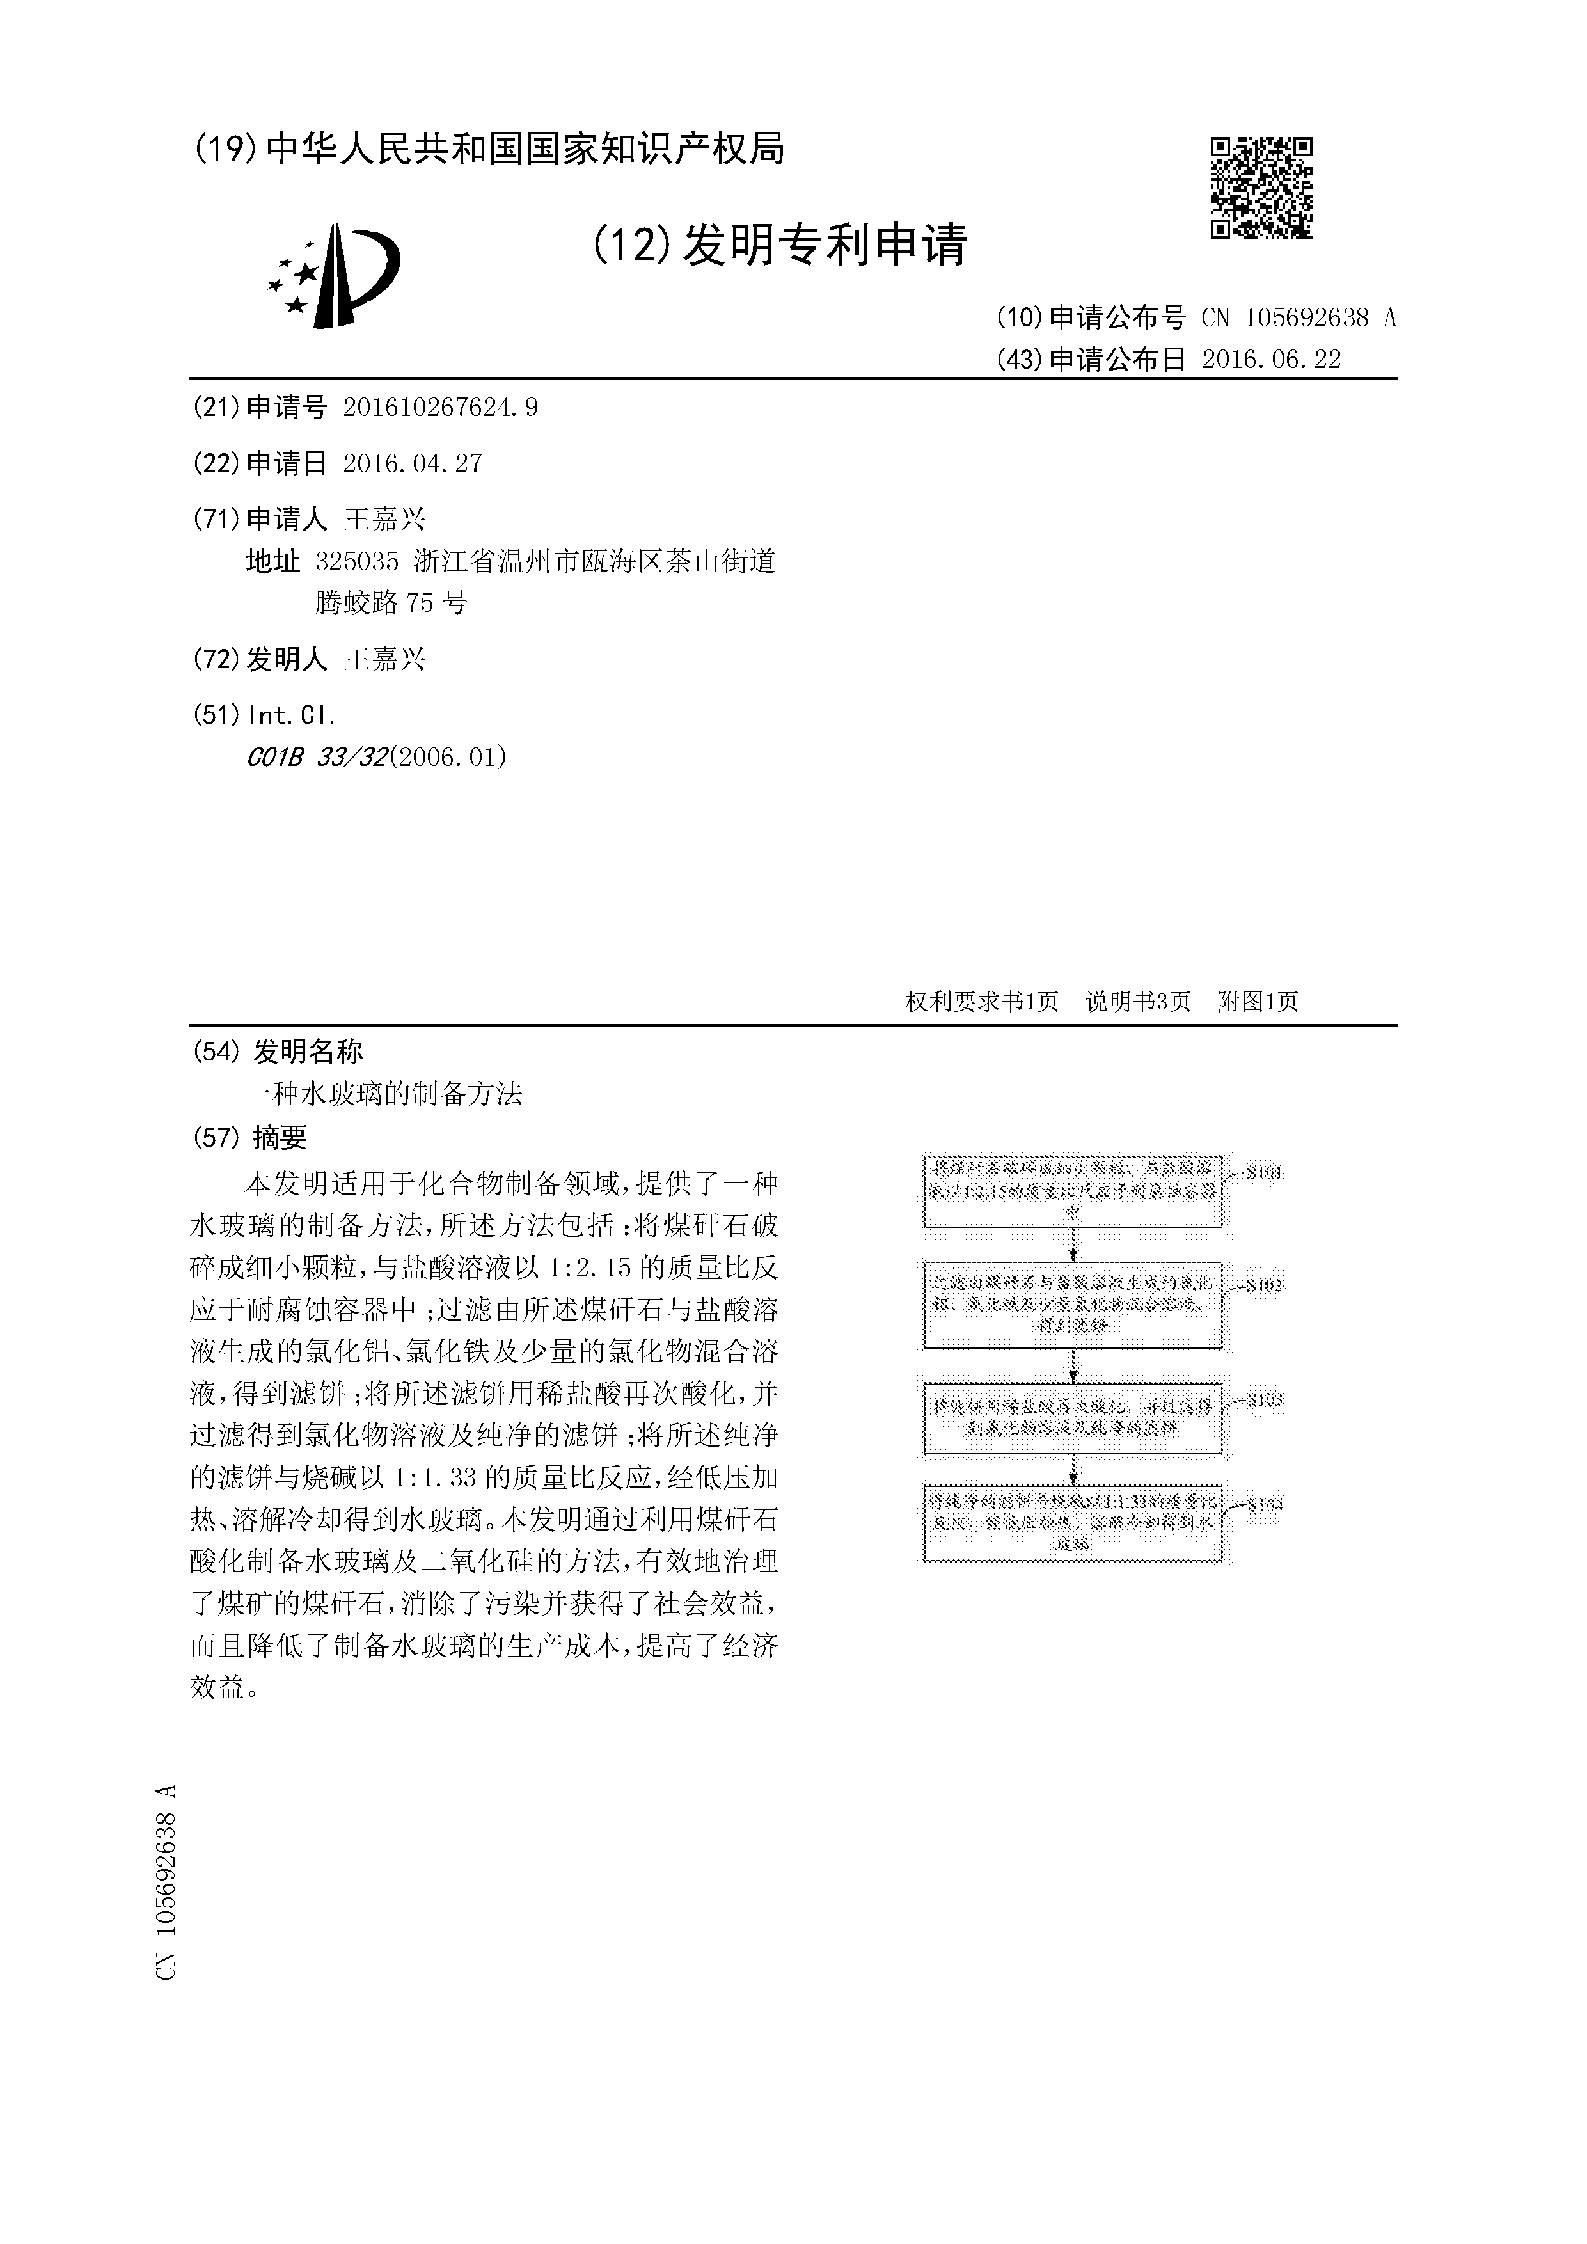 (19)中华人民共和国国家知识产权局
(12)发明专利申请
(10)申请公布号 CN 105692638 A
(43)申请公布日 2016.06.22
(21)申请号 201610267624.9
(22)申请日 2016.04.27
(71)申请人 王嘉兴
地址 325035 浙江省温州市瓯海区茶山街道
腾蛟路 75 号
(72)发明人 王嘉兴
(51)Int.Cl.
C01B 33/32(2006.01)
权利要求书1页 说明书3页 附图1页
(54)发明名称
一种水玻璃的制备方法
(57)摘要
本发明适用于化合物制备领域,提供了一种
水玻璃的制备方法,所述方法包括:将煤矸石破
碎成细小颗粒,与盐酸溶液以 1:2.15 的质量比反
应于耐腐蚀容器中;过滤由所述煤矸石与盐酸溶
液生成的氯化铝、氯化铁及少量的氯化物混合溶
液,得到滤饼;将所述滤饼用稀盐酸再次酸化,并
过滤得到氯化物溶液及纯净的滤饼;将所述纯净
的滤饼与烧碱以 1:1.33 的质量比反应,经低压加
热、溶解冷却得到水玻璃。本发明通过利用煤矸石
酸化制备水玻璃及二氧化硅的方法,有效地治理
了煤矿的煤矸石,消除了污染并获得了社会效益,
而且降低了制备水玻璃的生产成本,提高了经济
效益。
S101
S102
S103
S104
CN 105692638 A